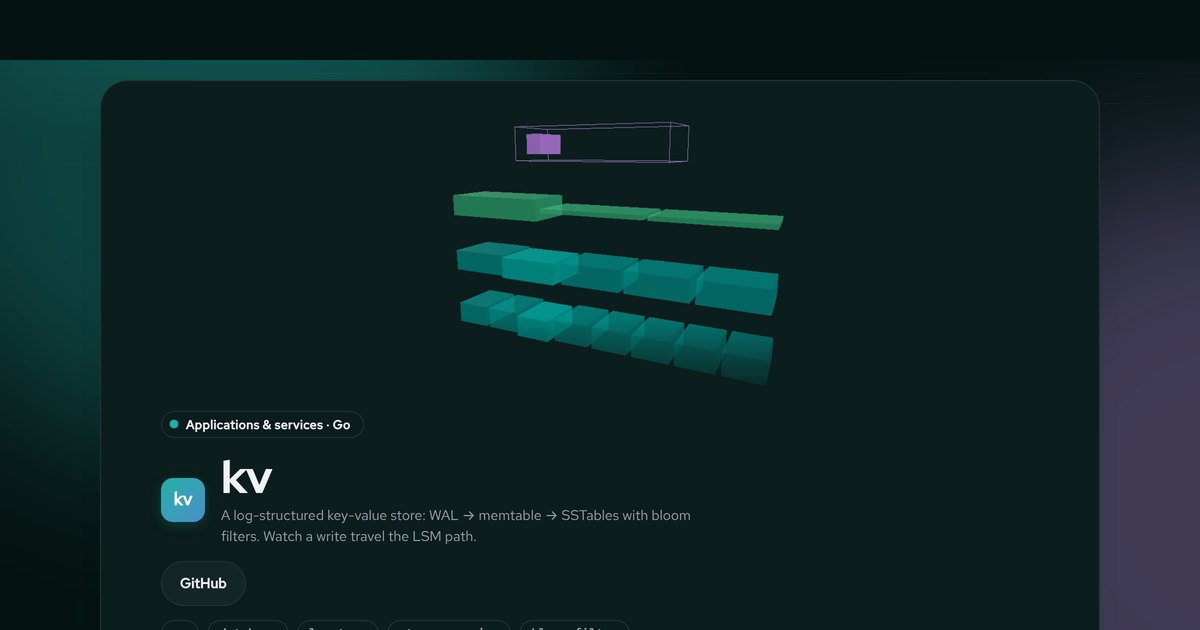 Applications & services · Go
kv
kv
A log-structured key-value store: WAL → memtable → SSTables with bloom
filters. Watch a write travel the LSM path.
GitHub